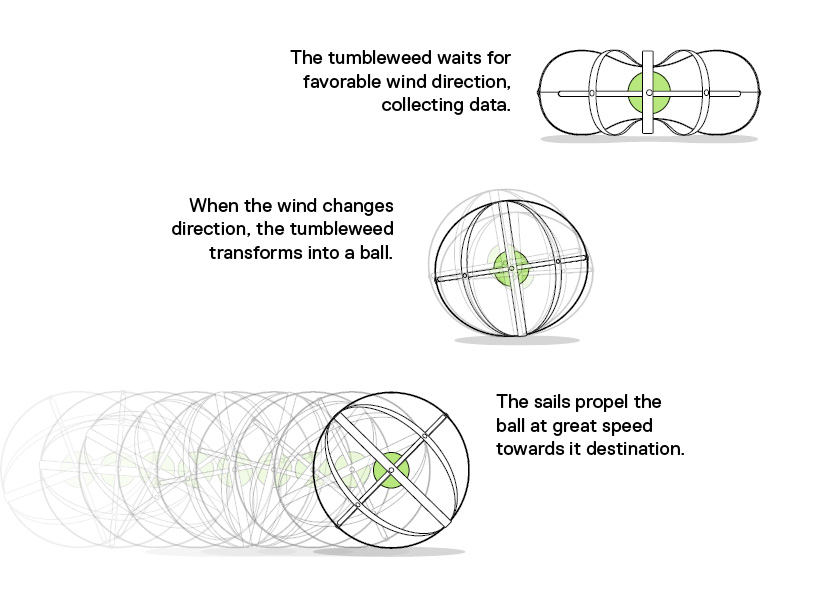 The tumbleweed waits for
favorable wind direction,
collecting data.
When the wind changes
direction, the tumbleweed
transforms into a ball.
The sails propel the
ball at great speed
towards it destination.